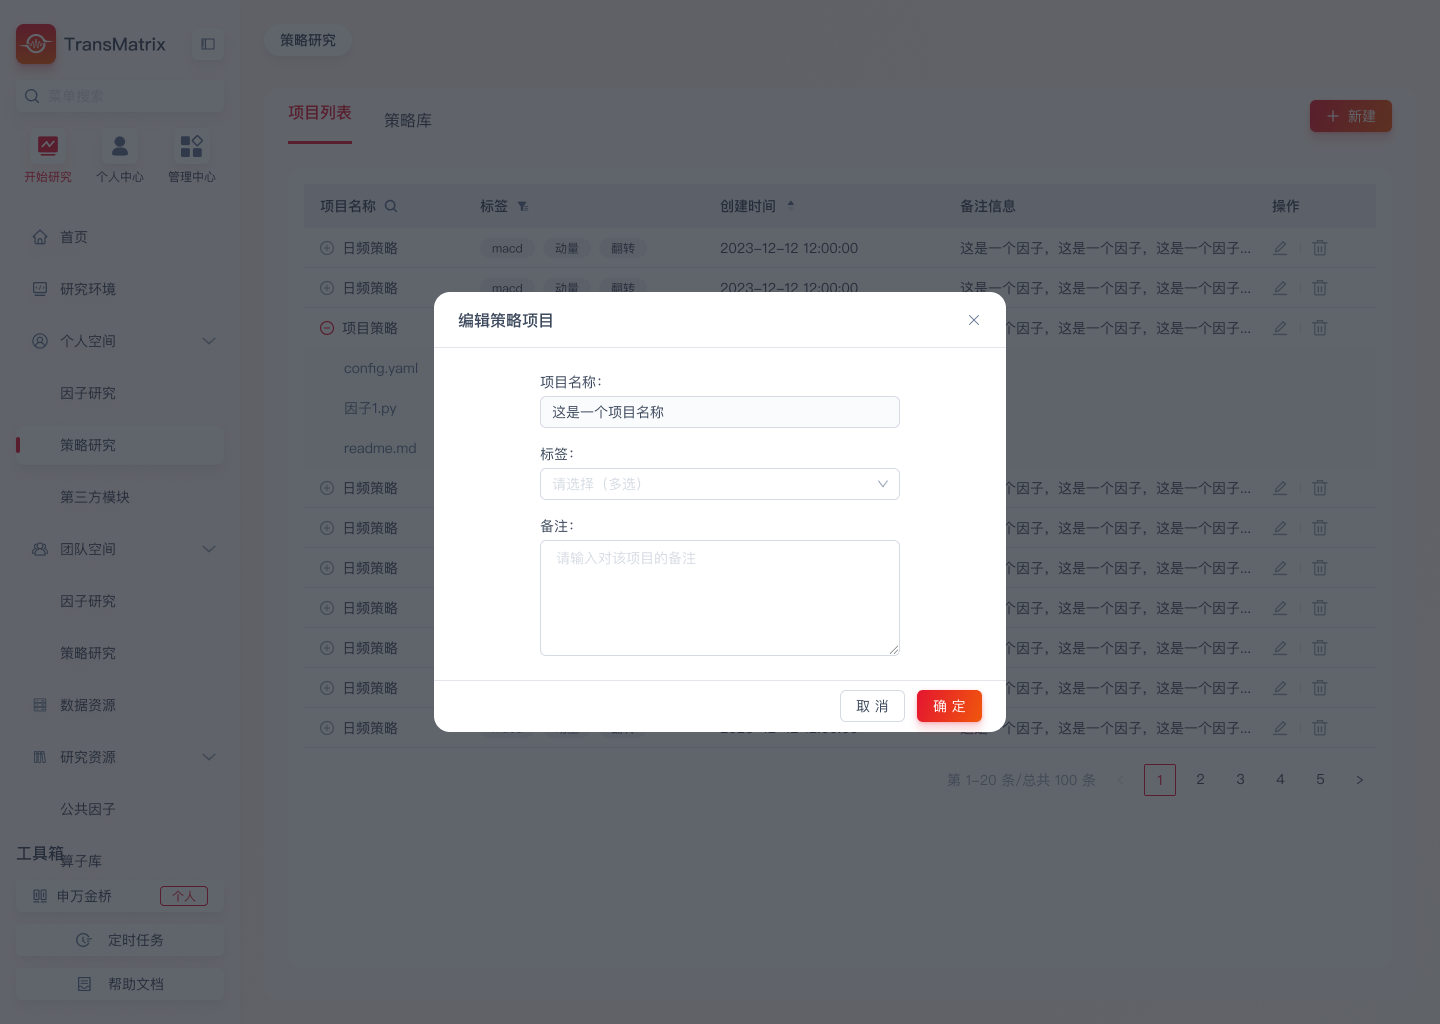 TransMatrix
菜单搜索
开始研究 个人中心 管理中心
首页
研究环境
个人空间
因子研究
策略研究
第三方模块
团队空间
因子研究
策略研究
数据资源
研究资源
公共因子
工具箱
算子库
申万金桥 个人
定时任务
帮助文档
策略研究
项目列表 策略库
新建
项目名称 标签 创建时间 备注信息 操作
日频策略 macd 动量 翻转 2023-12-12 12:00:00 这是一个因子，这是一个因子，这是一个因子...
日频策略 macd 动量 翻转 2023-12-12 12:00:00 这是一个因子，这是一个因子，这是一个因子...
项目策略 个因子，这是一个因子，这是一个因子...
config.yaml
因子1.py
readme.md
日频策略 个因子，这是一个因子，这是一个因子...
日频策略 个因子，这是一个因子，这是一个因子...
日频策略 个因子，这是一个因子，这是一个因子...
日频策略 个因子，这是一个因子，这是一个因子...
日频策略 个因子，这是一个因子，这是一个因子...
日频策略 个因子，这是一个因子，这是一个因子...
日频策略 个因子，这是一个因子，这是一个因子...
第 1-20 条/总共 100 条 < 1 2 3 4 5 >
编辑策略项目
项目名称：
这是一个项目名称
标签：
请选择（多选）
备注：
请输入对该项目的备注
取 消 确 定